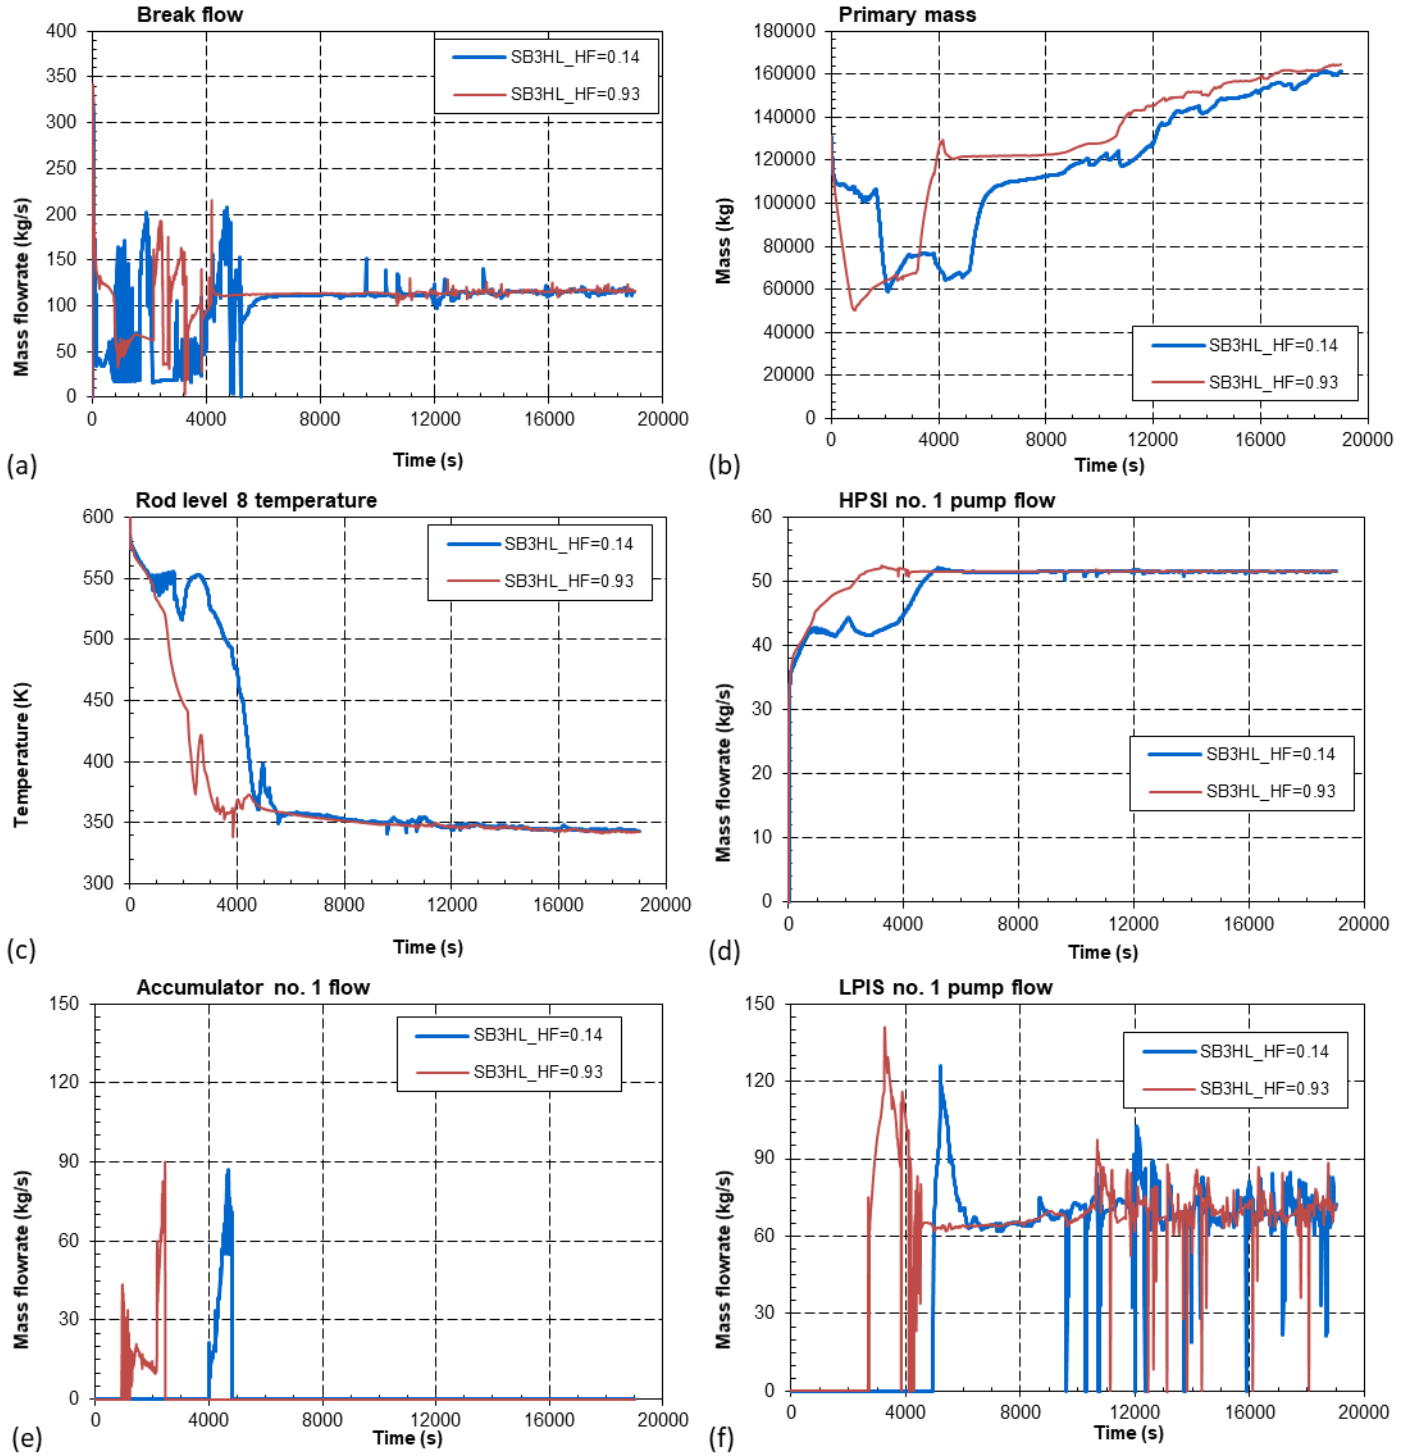 Break flow
400
350
300
250
200
150
100
50
0
Mass flowrate (kg/s)
SB3HL_HF=0.14
SB3HL_HF=0.93
0 4000 8000 12000 16000 20000
Time (s)
(a)
Primary mass
180000
160000
140000
120000
100000
80000
60000
40000
20000
0
Mass (kg)
SB3HL_HF=0.14
SB3HL_HF=0.93
0 4000 8000 12000 16000 20000
Time (s)
(b)
Rod level 8 temperature
600
550
500
450
400
350
300
Temperature (K)
SB3HL_HF=0.14
SB3HL_HF=0.93
0 4000 8000 12000 16000 20000
Time (s)
(c)
HPSI no. 1 pump flow
60
50
40
30
20
10
0
Mass flowrate (kg/s)
SB3HL_HF=0.14
SB3HL_HF=0.93
0 4000 8000 12000 16000 20000
Time (s)
(d)
Accumulator no. 1 flow
150
120
90
60
30
0
Mass flowrate (kg/s)
SB3HL_HF=0.14
SB3HL_HF=0.93
0 4000 8000 12000 16000 20000
Time (s)
(e)
LPIS no. 1 pump flow
150
120
90
60
30
0
Mass flowrate (kg/s)
SB3HL_HF=0.14
SB3HL_HF=0.93
0 4000 8000 12000 16000 20000
Time (s)
(f)